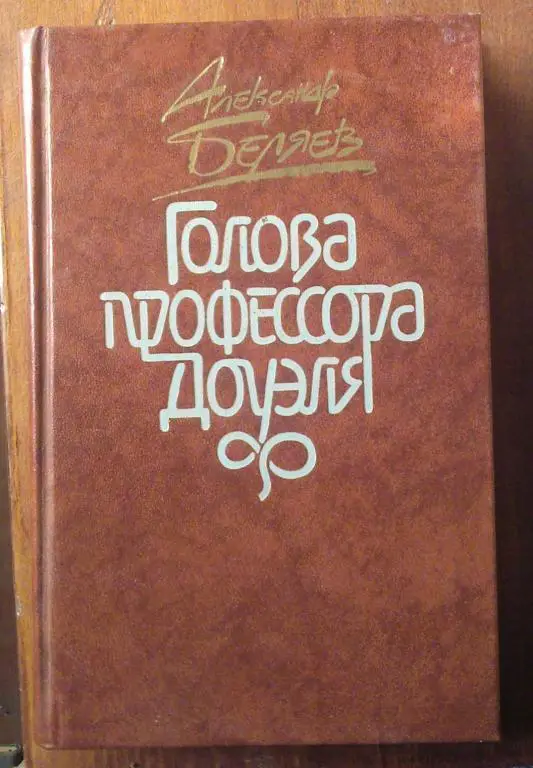 Александр
Беляев
Голова
профессора
Доуэля